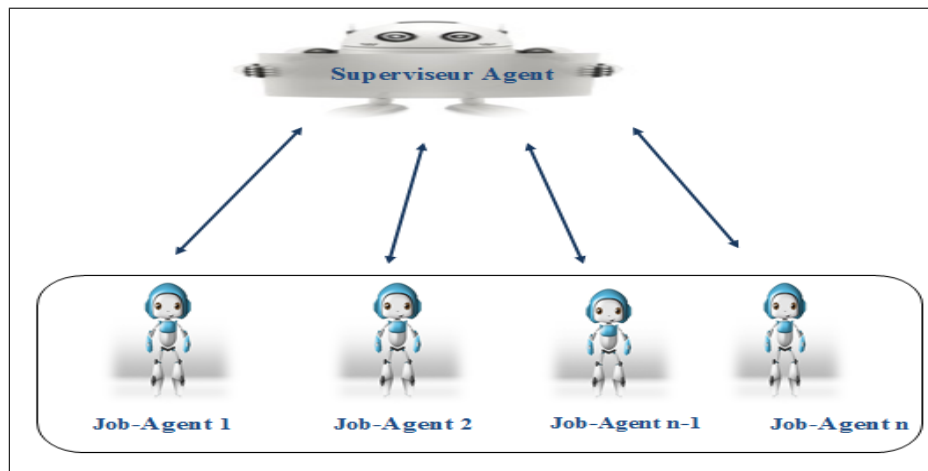 Superviseur Agent
Job-Agent 1
Job-Agent 2
Job-Agent n-1
Job-Agent n